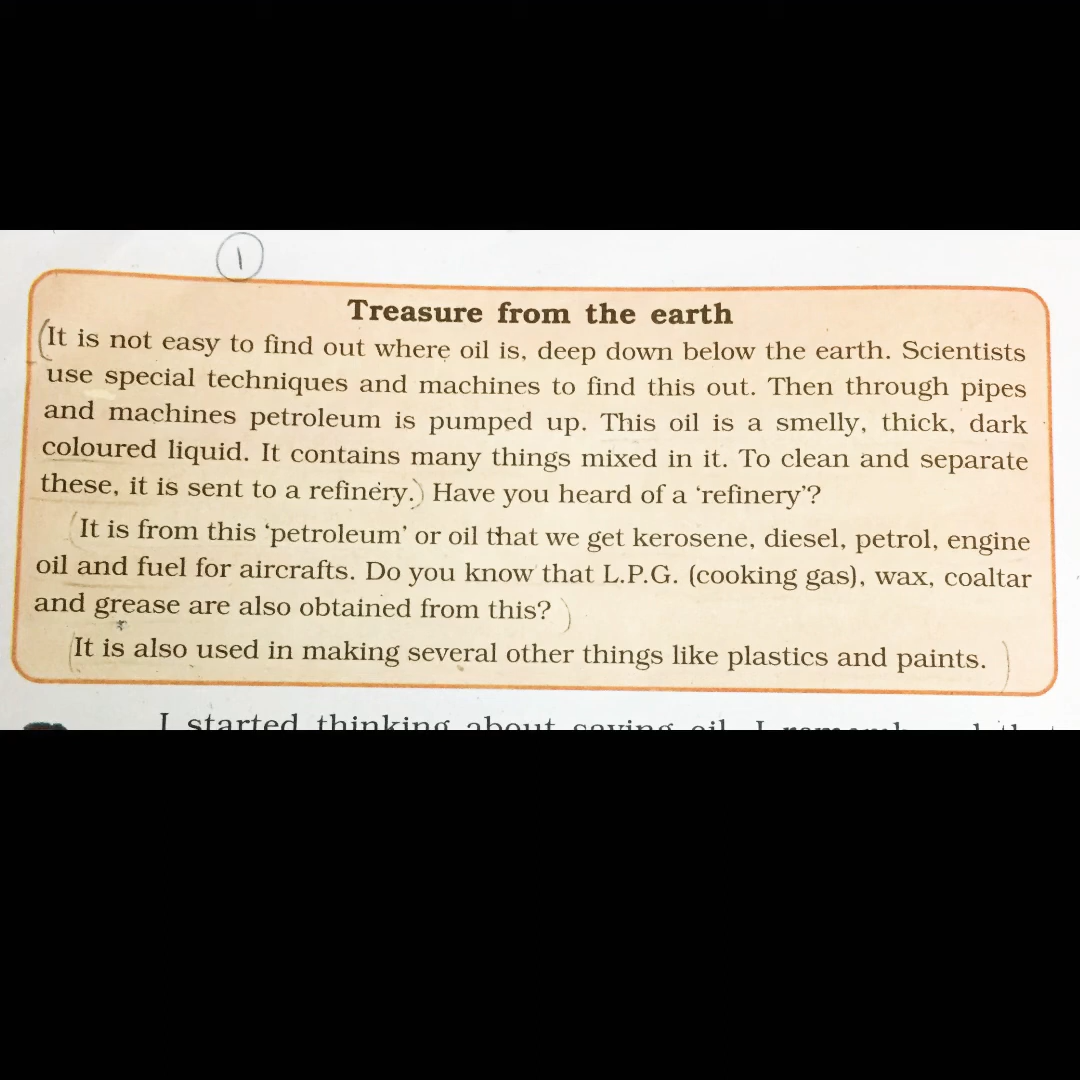 1
Treasure from the earth
It is not easy to find out where oil is, deep down below the earth. Scientists
use special techniques and machines to find this out. Then through pipes
and machines petroleum is pumped up. This oil is a smelly, thick, dark
coloured liquid. It contains many things mixed in it. To clean and separate
these, it is sent to a refinery.) Have you heard of a ‘refinery’?
(It is from this ‘petroleum’ or oil that we get kerosene, diesel, petrol, engine
oil and fuel for aircrafts. Do you know that L.P.G. (cooking gas), wax, coaltar
and grease are also obtained from this? )
(It is also used in making several other things like plastics and paints. )
I started thinking about saving oil. I